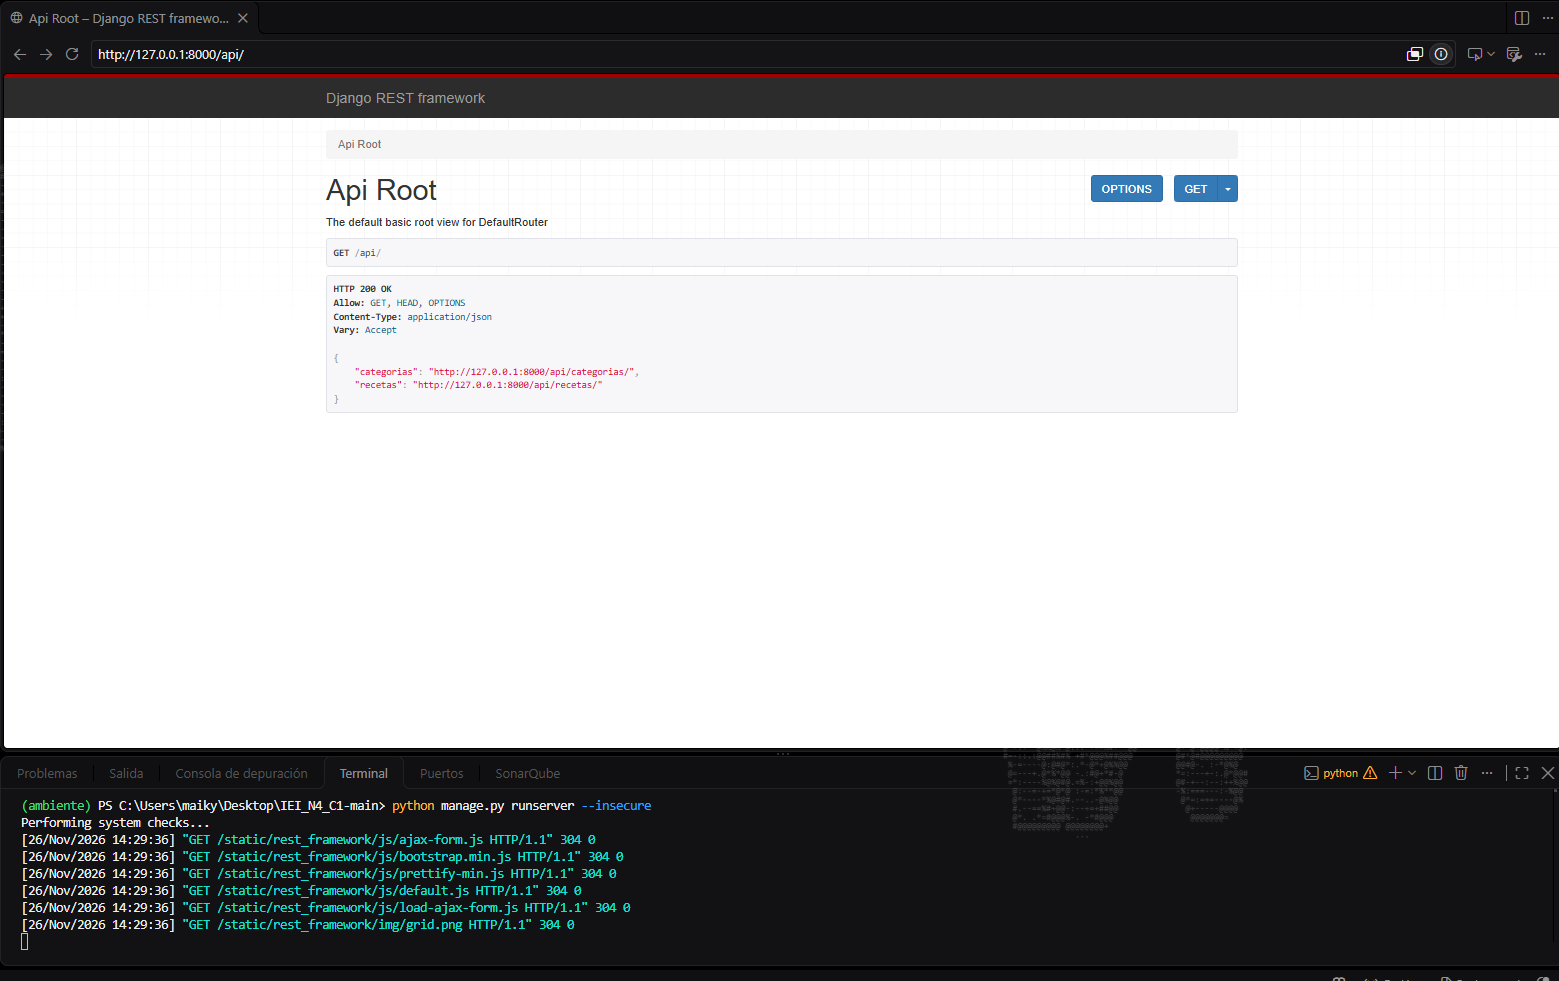 Api Root – Django REST framewo...
http://127.0.0.1:8000/api/
Django REST framework
Api Root
Api Root
OPTIONS
GET
The default basic root view for DefaultRouter
GET /api/
HTTP 200 OK
Allow: GET, HEAD, OPTIONS
Content-Type: application/json
Vary: Accept
{
"categorias": "http://127.0.0.1:8000/api/categorias/",
"recetas": "http://127.0.0.1:8000/api/recetas/"
}
Problemas
Salida
Consola de depuración
Terminal
Puertos
SonarQube
python
(ambiente) PS C:\Users\maiky\Desktop\IEI_N4_C1-main> python manage.py runserver --insecure
Performing system checks...
[26/Nov/2026 14:29:36] "GET /static/rest_framework/js/ajax-form.js HTTP/1.1" 304 0
[26/Nov/2026 14:29:36] "GET /static/rest_framework/js/bootstrap.min.js HTTP/1.1" 304 0
[26/Nov/2026 14:29:36] "GET /static/rest_framework/js/prettify-min.js HTTP/1.1" 304 0
[26/Nov/2026 14:29:36] "GET /static/rest_framework/js/default.js HTTP/1.1" 304 0
[26/Nov/2026 14:29:36] "GET /static/rest_framework/js/load-ajax-form.js HTTP/1.1" 304 0
[26/Nov/2026 14:29:36] "GET /static/rest_framework/img/grid.png HTTP/1.1" 304 0